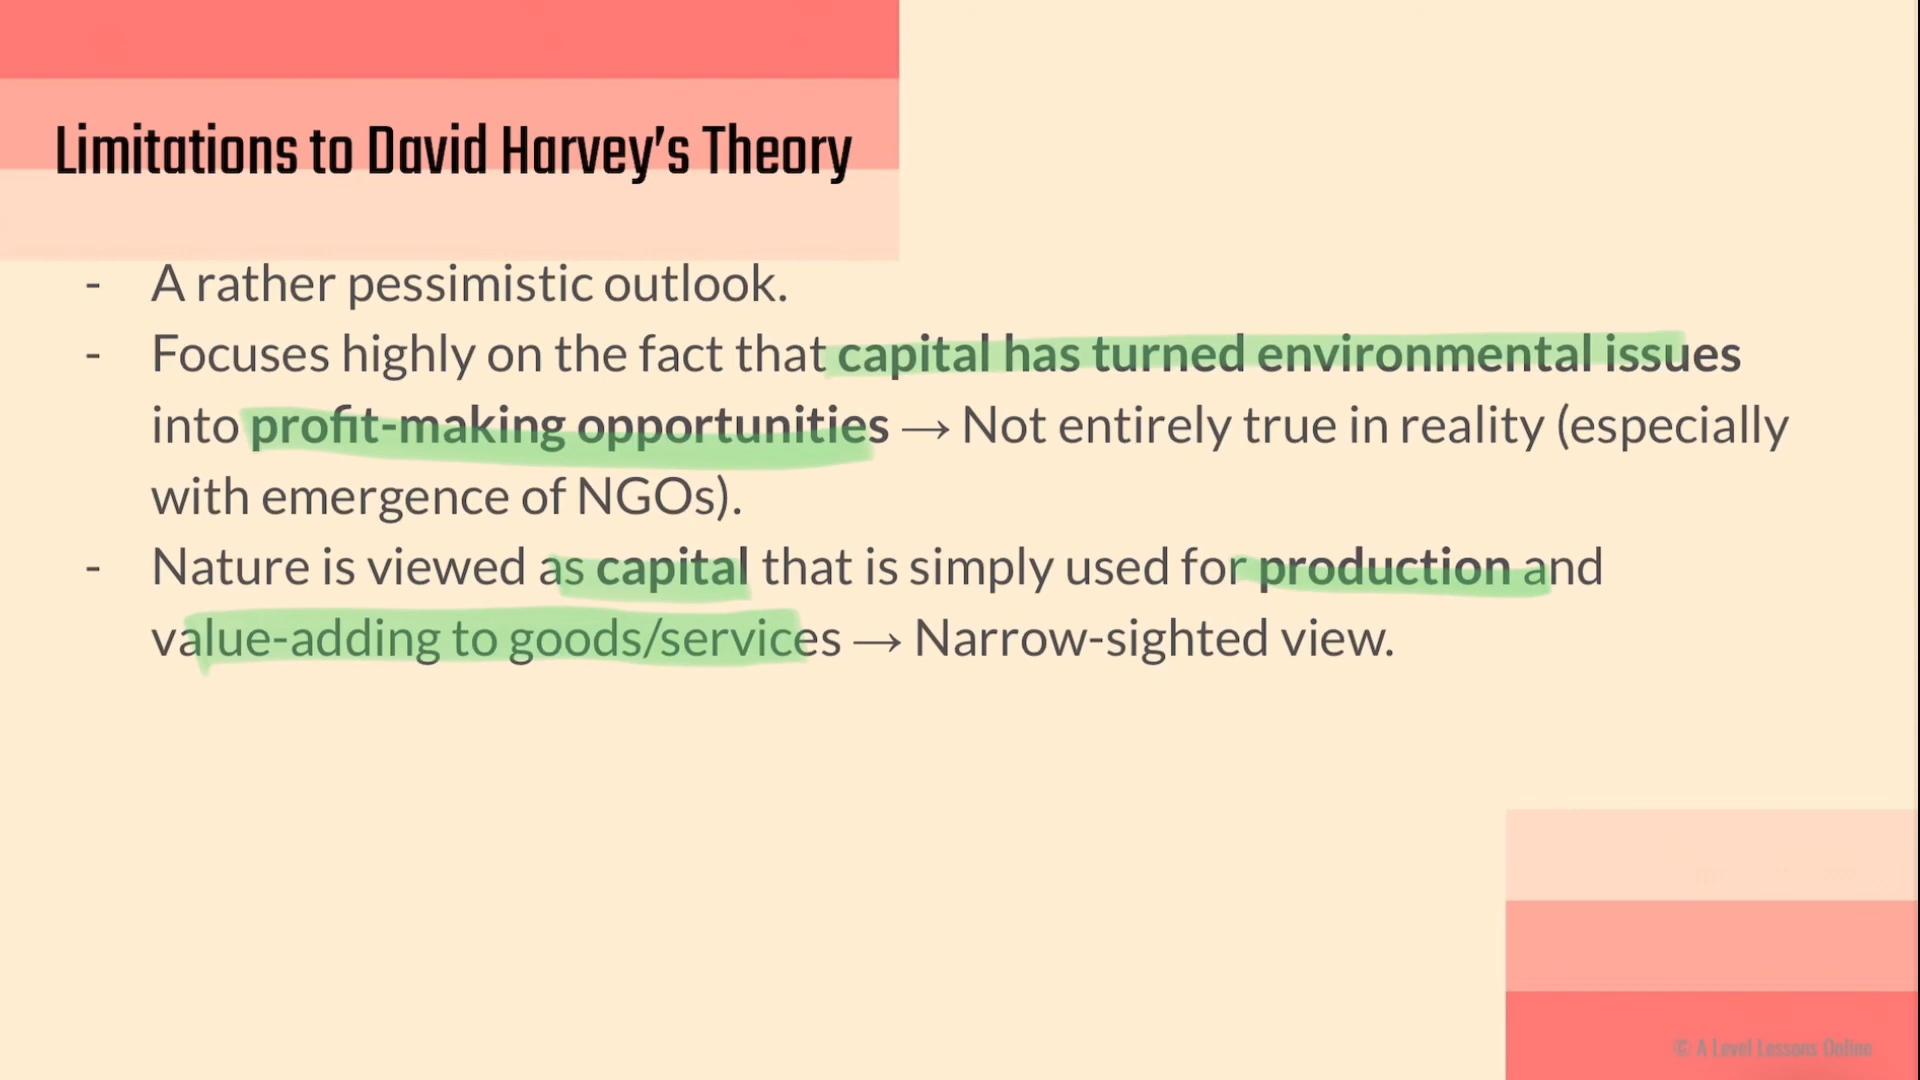 Limitations to David Harvey's Theory
- A rather pessimistic outlook.
- Focuses highly on the fact that capital has turned environmental issues
into profit-making opportunities → Not entirely true in reality (especially
with emergence of NGOs).
- Nature is viewed as capital that is simply used for production and
value-adding to goods/services → Narrow-sighted view.
© A Level Lessons Online